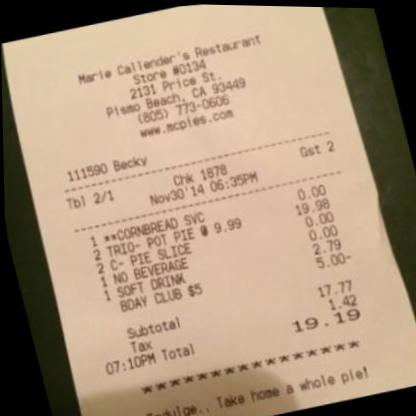 Marie Callender's Restaurant
Store #0134
2131 Price St.
Pismo Beach, CA 93449
(805) 773-0606
www.mcpies.com
111590 Becky
Tbl 2/1 Chk 1878 Gst 2
Nov30'14 06:35PM
1 **CORNBREAD SVC 0.00
2 TRIO- POT PIE @ 9.99 19.98
2 C- PIE SLICE 0.00
1 NO BEVERAGE 0.00
1 SOFT DRINK 2.79
BDAY CLUB $5 5.00-
Subtotal 17.77
Tax 1.42
07:10PM Total 19.19
*****************
Indulge.. Take home a whole pie!